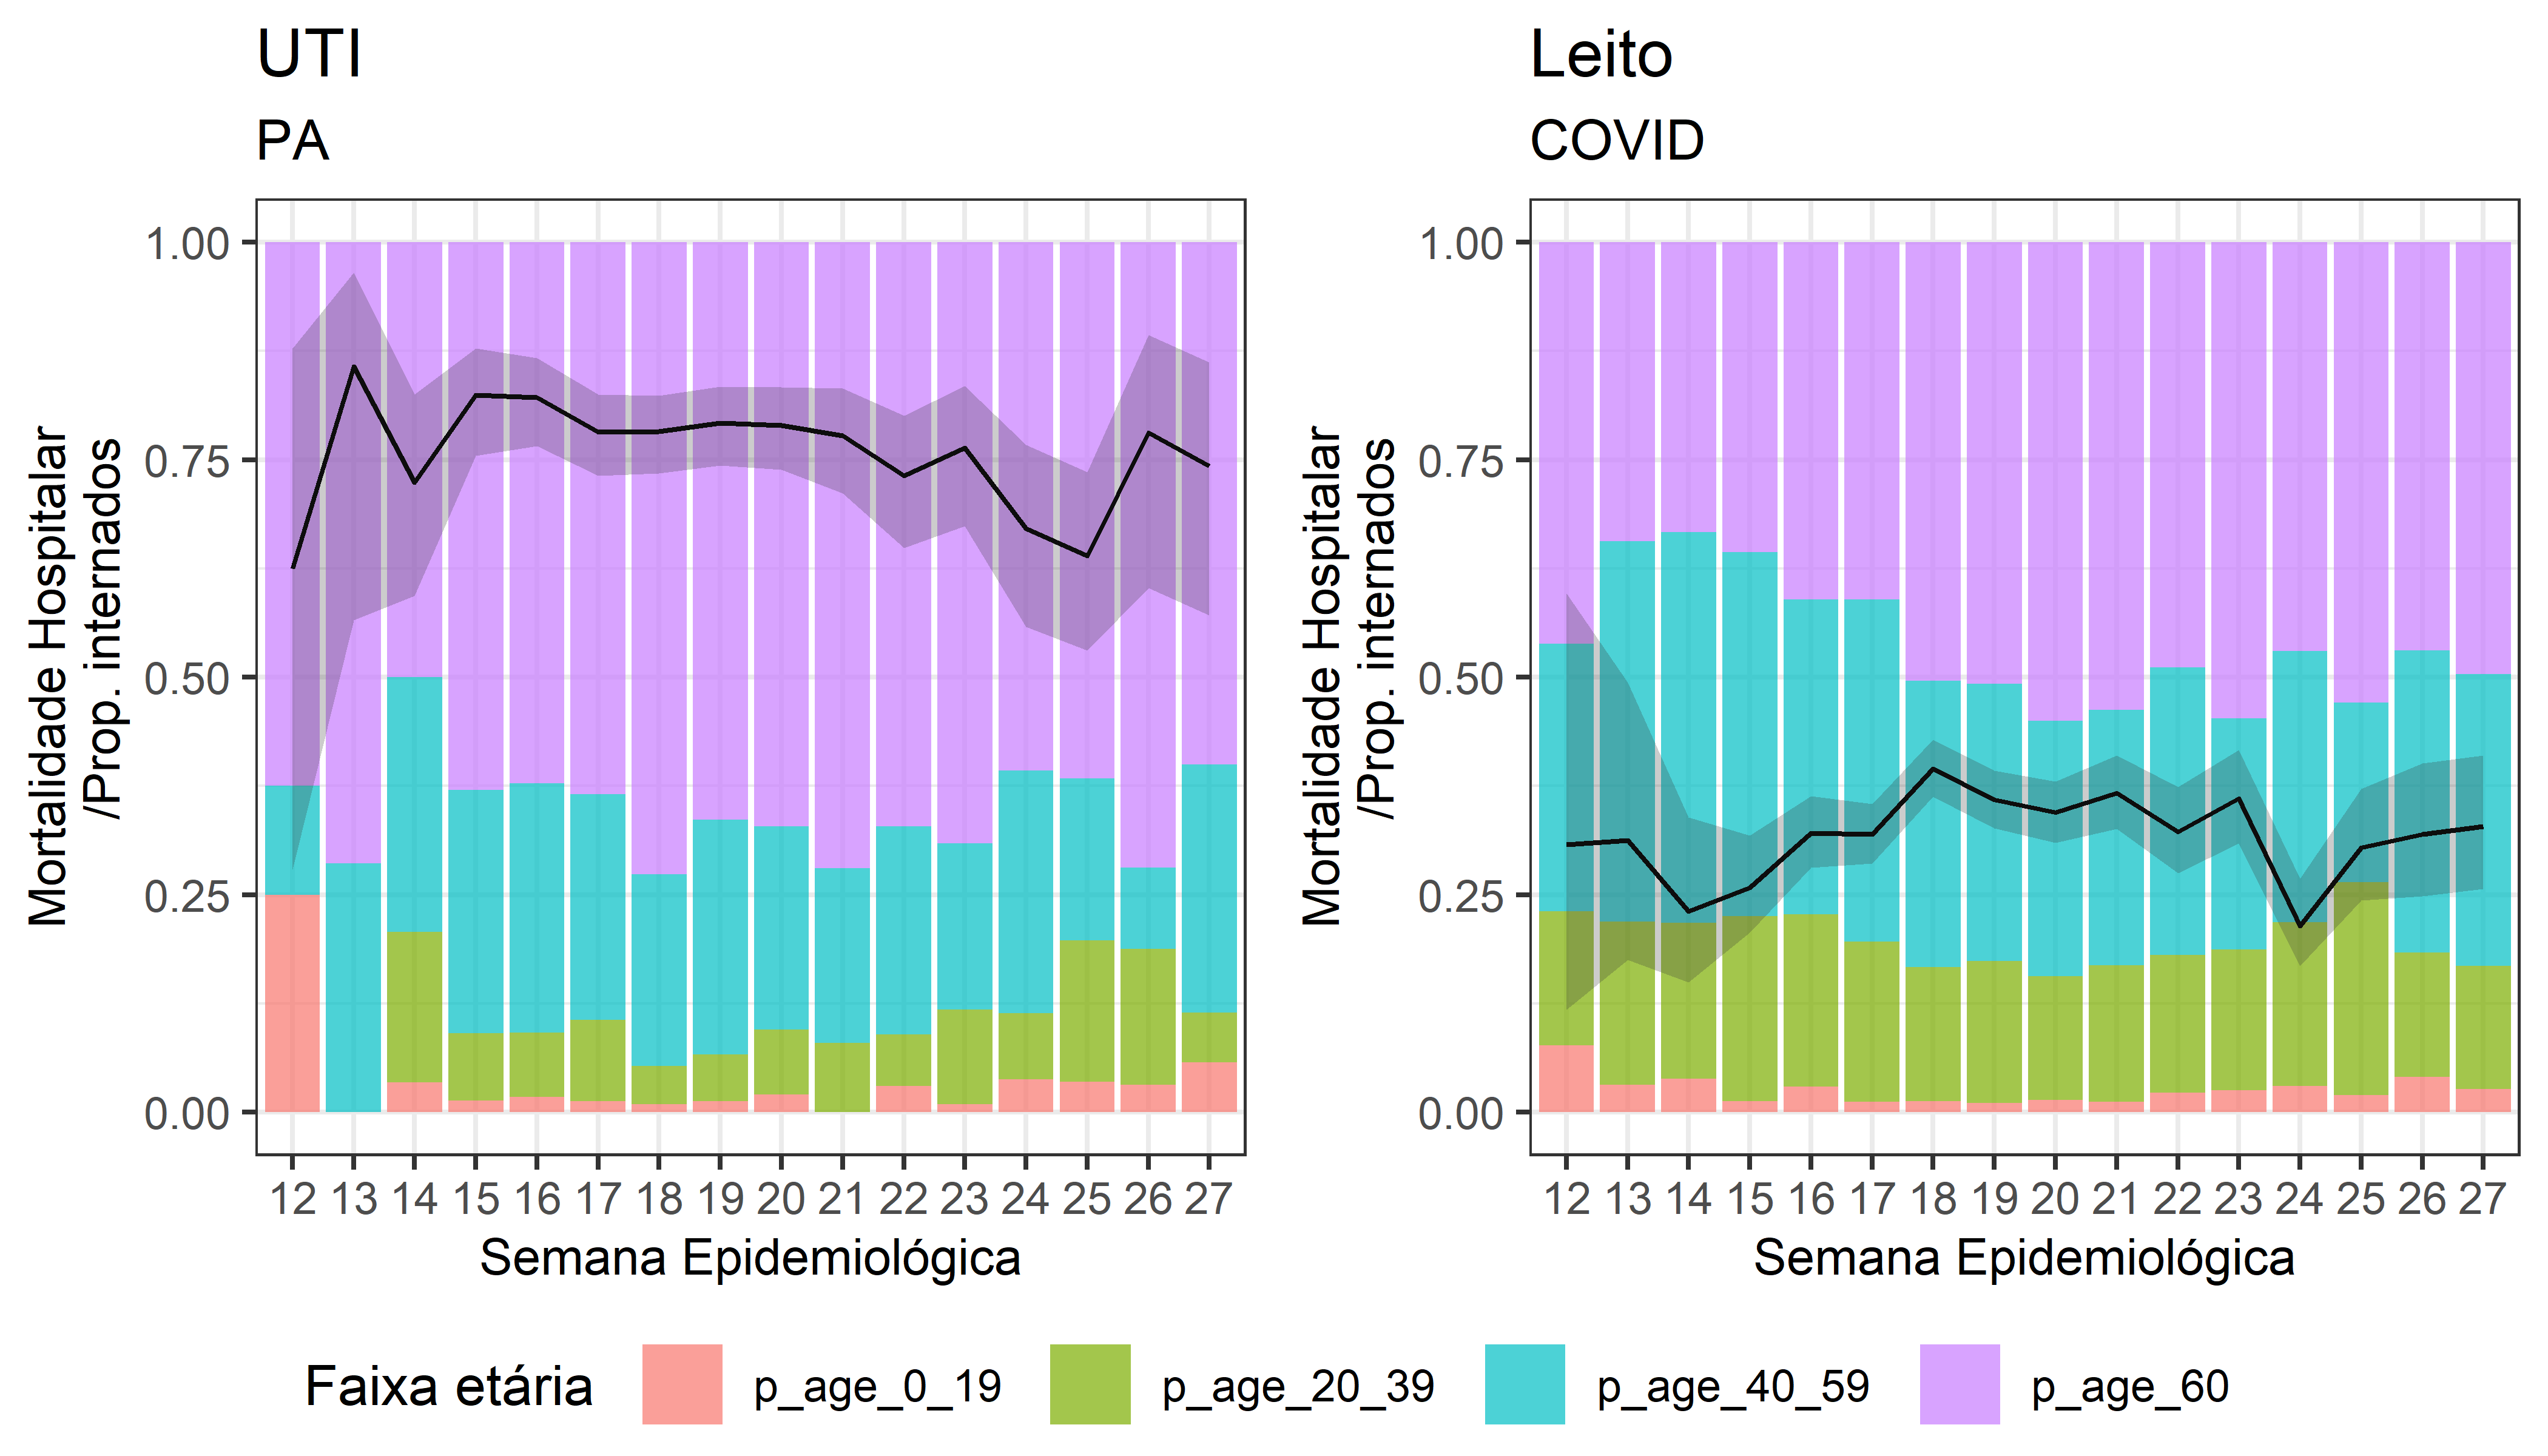 UTI
PA
Mortalidade Hospitalar
/Prop. internados
1.00
0.75
0.50
0.25
0.00
12 13 14 15 16 17 18 19 20 21 22 23 24 25 26 27
Semana Epidemiológica
Leito
COVID
Mortalidade Hospitalar
/Prop. internados
1.00
0.75
0.50
0.25
0.00
12 13 14 15 16 17 18 19 20 21 22 23 24 25 26 27
Semana Epidemiológica
Faixa etária p_age_0_19 p_age_20_39 p_age_40_59 p_age_60